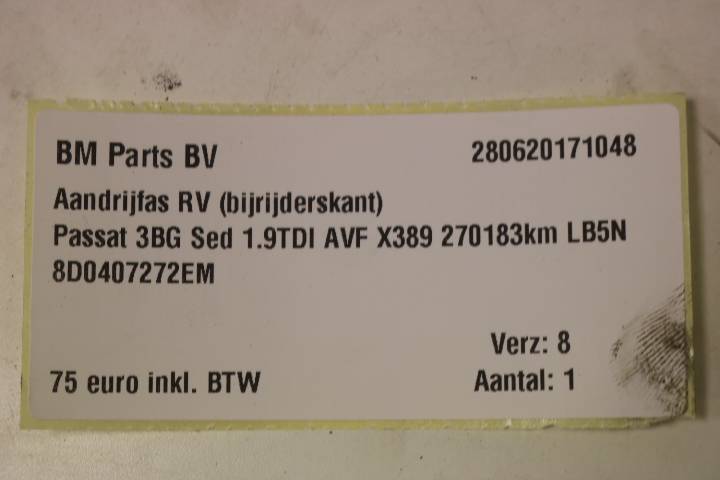 BM Parts BV 280620171048
Aandrijfas RV (bijrijderskant)
Passat 3BG Sed 1.9TDI AVF X389 270183km LB5N
8D0407272EM
Verz: 8
75 euro inkl. BTW Aantal: 1